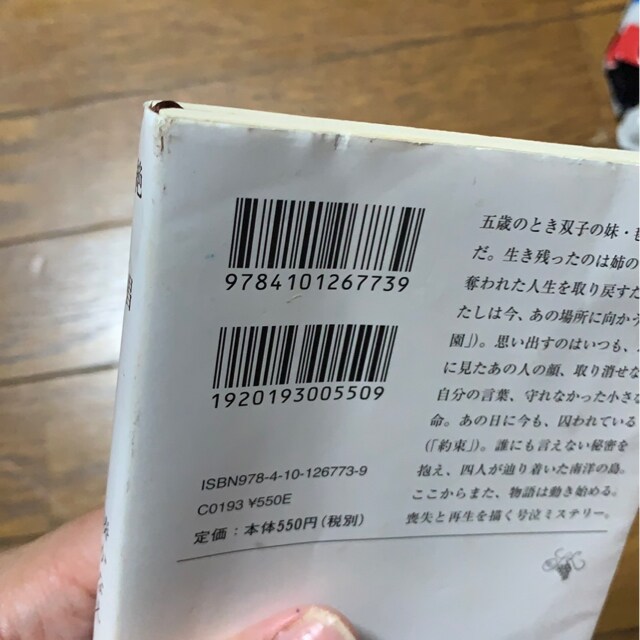 9784101267739
1920193005509
ISBN978-4-10-126773-9
C0193 ¥550E
定価：本体550円（税別）
五歳のとき双子の妹・
だ。生き残ったのは姉の
奪われた人生を取り戻すた
たしは今、あの場所に向かう
園」）。思い出すのはいつも、
に見たあの人の顔、取り消せな
自分の言葉、守れなかった小さな
命。あの日に今も、囚われている
（「約束」）。誰にも言えない秘密を
抱え、四人が辿り着いた南洋の島。
ここからまた、物語は動き始める。
喪失と再生を描く号泣ミステリー。